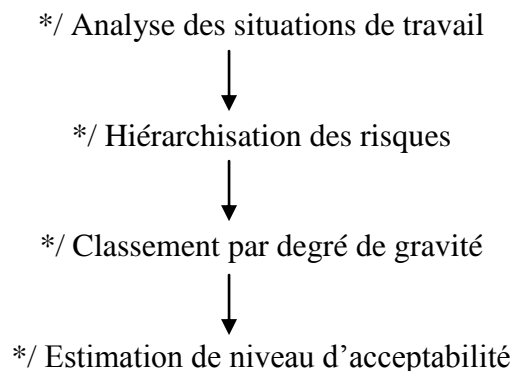 */ Analyse des situations de travail
*/ Hiérarchisation des risques
*/ Classement par degré de gravité
*/ Estimation de niveau d’acceptabilité